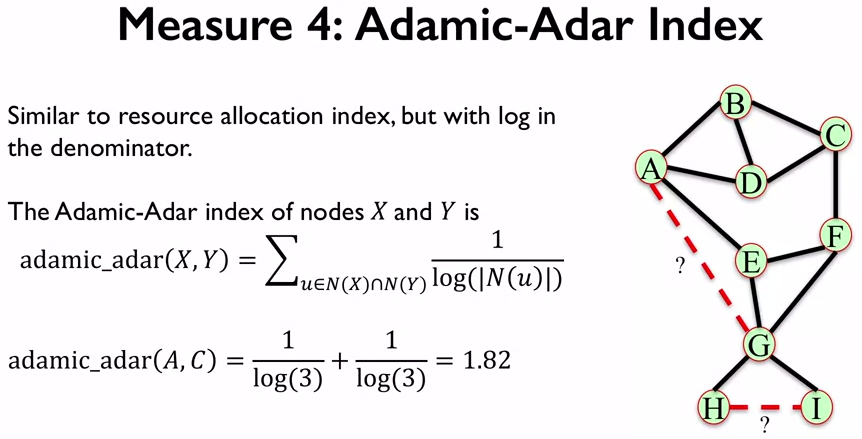 Measure 4: Adamic-Adar Index
Similar to resource allocation index, but with log in
the denominator.
The Adamic-Adar index of nodes X and Y is
adamic_adar(X, Y) = ∑_{u∈N(X)∩N(Y)} 1 / log(|N(u)|)
adamic_adar(A, C) = 1 / log(3) + 1 / log(3) = 1.82
B
C
A
D
F
E
?
G
H
I
?